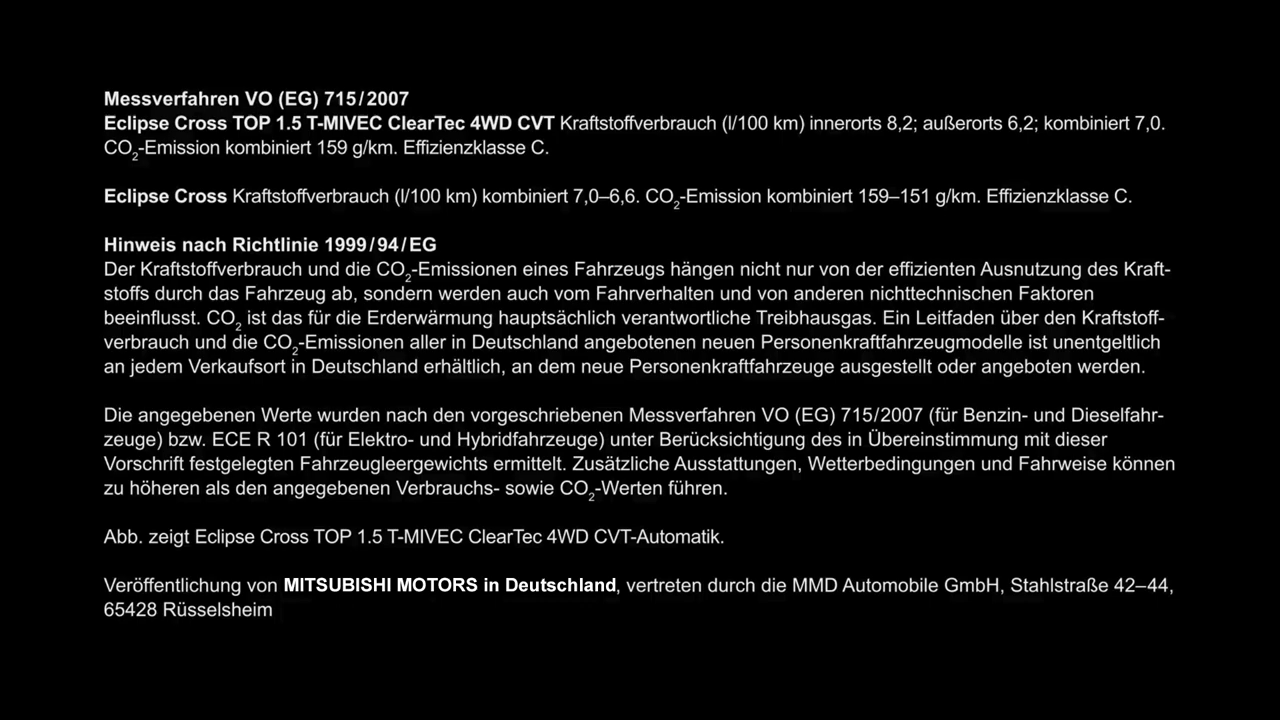 Messverfahren VO (EG) 715/2007
Eclipse Cross TOP 1.5 T-MIVEC ClearTec 4WD CVT Kraftstoffverbrauch (l/100 km) innerorts 8,2; außerorts 6,2; kombiniert 7,0.
CO₂-Emission kombiniert 159 g/km. Effizienzklasse C.
Eclipse Cross Kraftstoffverbrauch (l/100 km) kombiniert 7,0–6,6. CO₂-Emission kombiniert 159–151 g/km. Effizienzklasse C.
Hinweis nach Richtlinie 1999/94/EG
Der Kraftstoffverbrauch und die CO₂-Emissionen eines Fahrzeugs hängen nicht nur von der effizienten Ausnutzung des Kraft-
stoffs durch das Fahrzeug ab, sondern werden auch vom Fahrverhalten und von anderen nichttechnischen Faktoren
beeinflusst. CO₂ ist das für die Erderwärmung hauptsächlich verantwortliche Treibhausgas. Ein Leitfaden über den Kraftstoff-
verbrauch und die CO₂-Emissionen aller in Deutschland angebotenen neuen Personenkraftfahrzeugmodelle ist unentgeltlich
an jedem Verkaufsort in Deutschland erhältlich, an dem neue Personenkraftfahrzeuge ausgestellt oder angeboten werden.
Die angegebenen Werte wurden nach den vorgeschriebenen Messverfahren VO (EG) 715/2007 (für Benzin- und Dieselfahr-
zeuge) bzw. ECE R 101 (für Elektro- und Hybridfahrzeuge) unter Berücksichtigung des in Übereinstimmung mit dieser
Vorschrift festgelegten Fahrzeugleergewichts ermittelt. Zusätzliche Ausstattungen, Wetterbedingungen und Fahrweise können
zu höheren als den angegebenen Verbrauchs- sowie CO₂-Werten führen.
Abb. zeigt Eclipse Cross TOP 1.5 T-MIVEC ClearTec 4WD CVT-Automatik.
Veröffentlichung von MITSUBISHI MOTORS in Deutschland, vertreten durch die MMD Automobile GmbH, Stahlstraße 42–44,
65428 Rüsselsheim